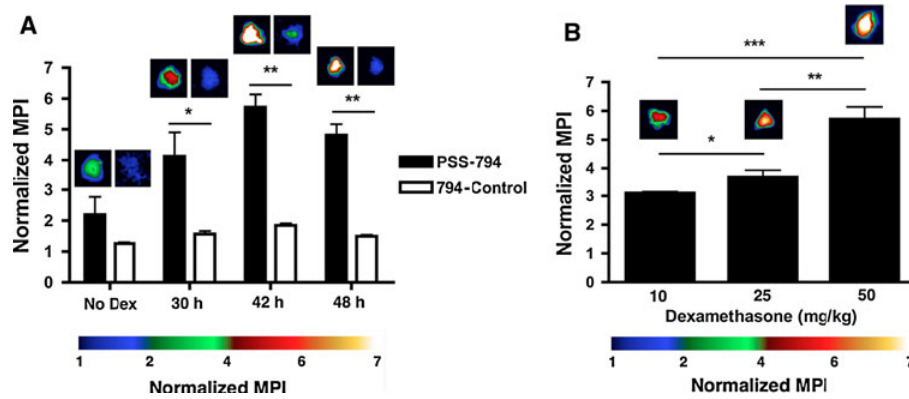 A
Normalized MPI
7
6
5
4
3
2
1
0
*
**
**
PSS-794
794-Control
No Dex 30 h 42 h 48 h
1 2 4 6 7
Normalized MPI
B
Normalized MPI
7
6
5
4
3
2
1
0
***
**
*
10 25 50
Dexamethasone (mg/kg)
1 2 4 6 7
Normalized MPI